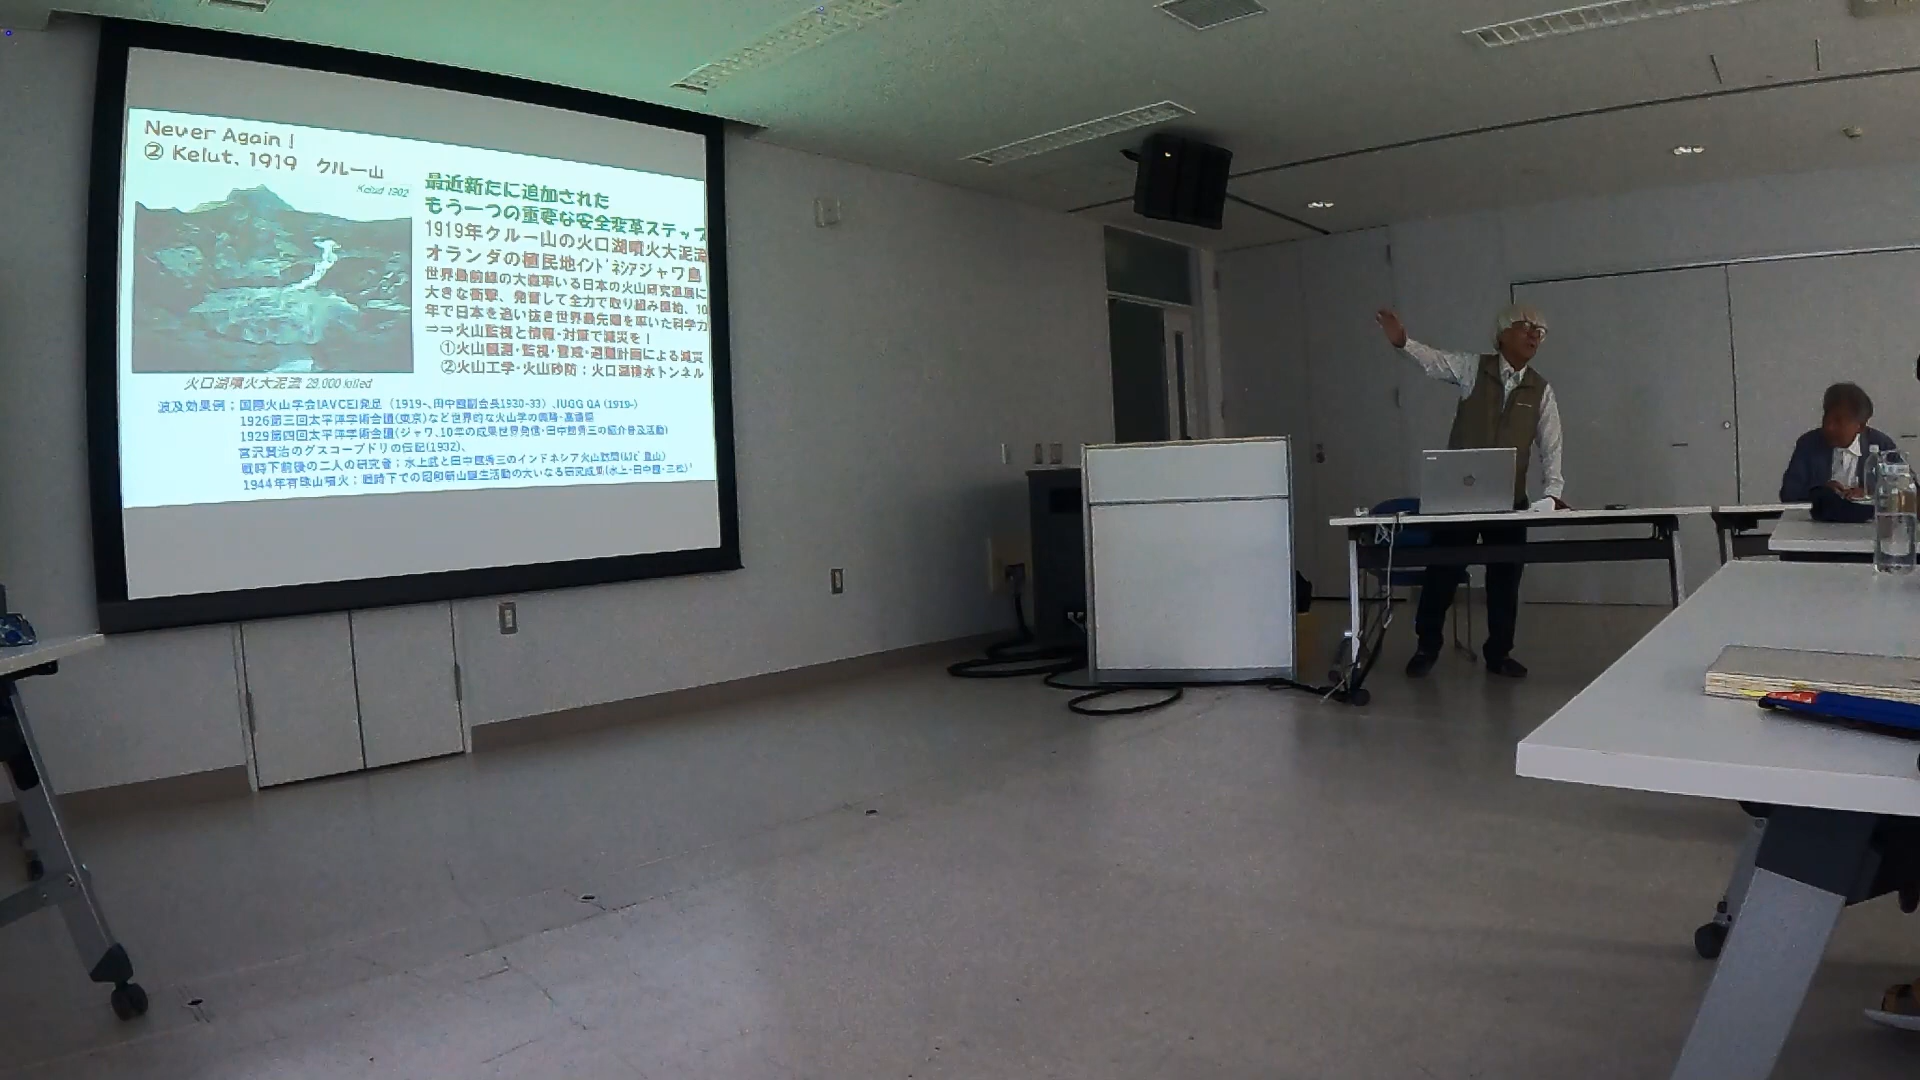 Never Again !
② Kelut, 1919 クルー山
Kelud 1902
最近新たに追加された
もう一つの重要な安全変革ステップ
1919年クルー山の火口湖噴火大泥流
オランダの植民地インドネシアジャワ島
世界最前線の大森率いる日本の火山研究進展に
大きな衝撃、発奮して全力で取り組み開始、10
年で日本を追い抜き世界最先端を率いた科学力
⇒⇒火山監視と情報・対策で減災を!
①火山観測・監視・警戒・避難計画による減災
②火山工学・火山砂防:火口湖排水トンネル
火口湖噴火大泥流
波及効果例;国際火山学会IAVCEI発足 (1919-、田中舘副会長1930-33)、IUGG QA (1919-)
1926第三回太平洋学術会議(東京)など世界的な火山学の興隆・高揚
1929第四回太平洋学術会議(ジャワ、10年の成果世界発信・田中舘秀三の紹介普及活動)
宮沢賢治のグスコーブドリの伝記(1932)、
戦時下前後の二人の研究者;水上武と田中舘秀三のインドネシア火山訪問
1944年有珠山噴火;戦時下での昭和新山誕生活動の大いなる研究成果(水上・田中舘・三松)